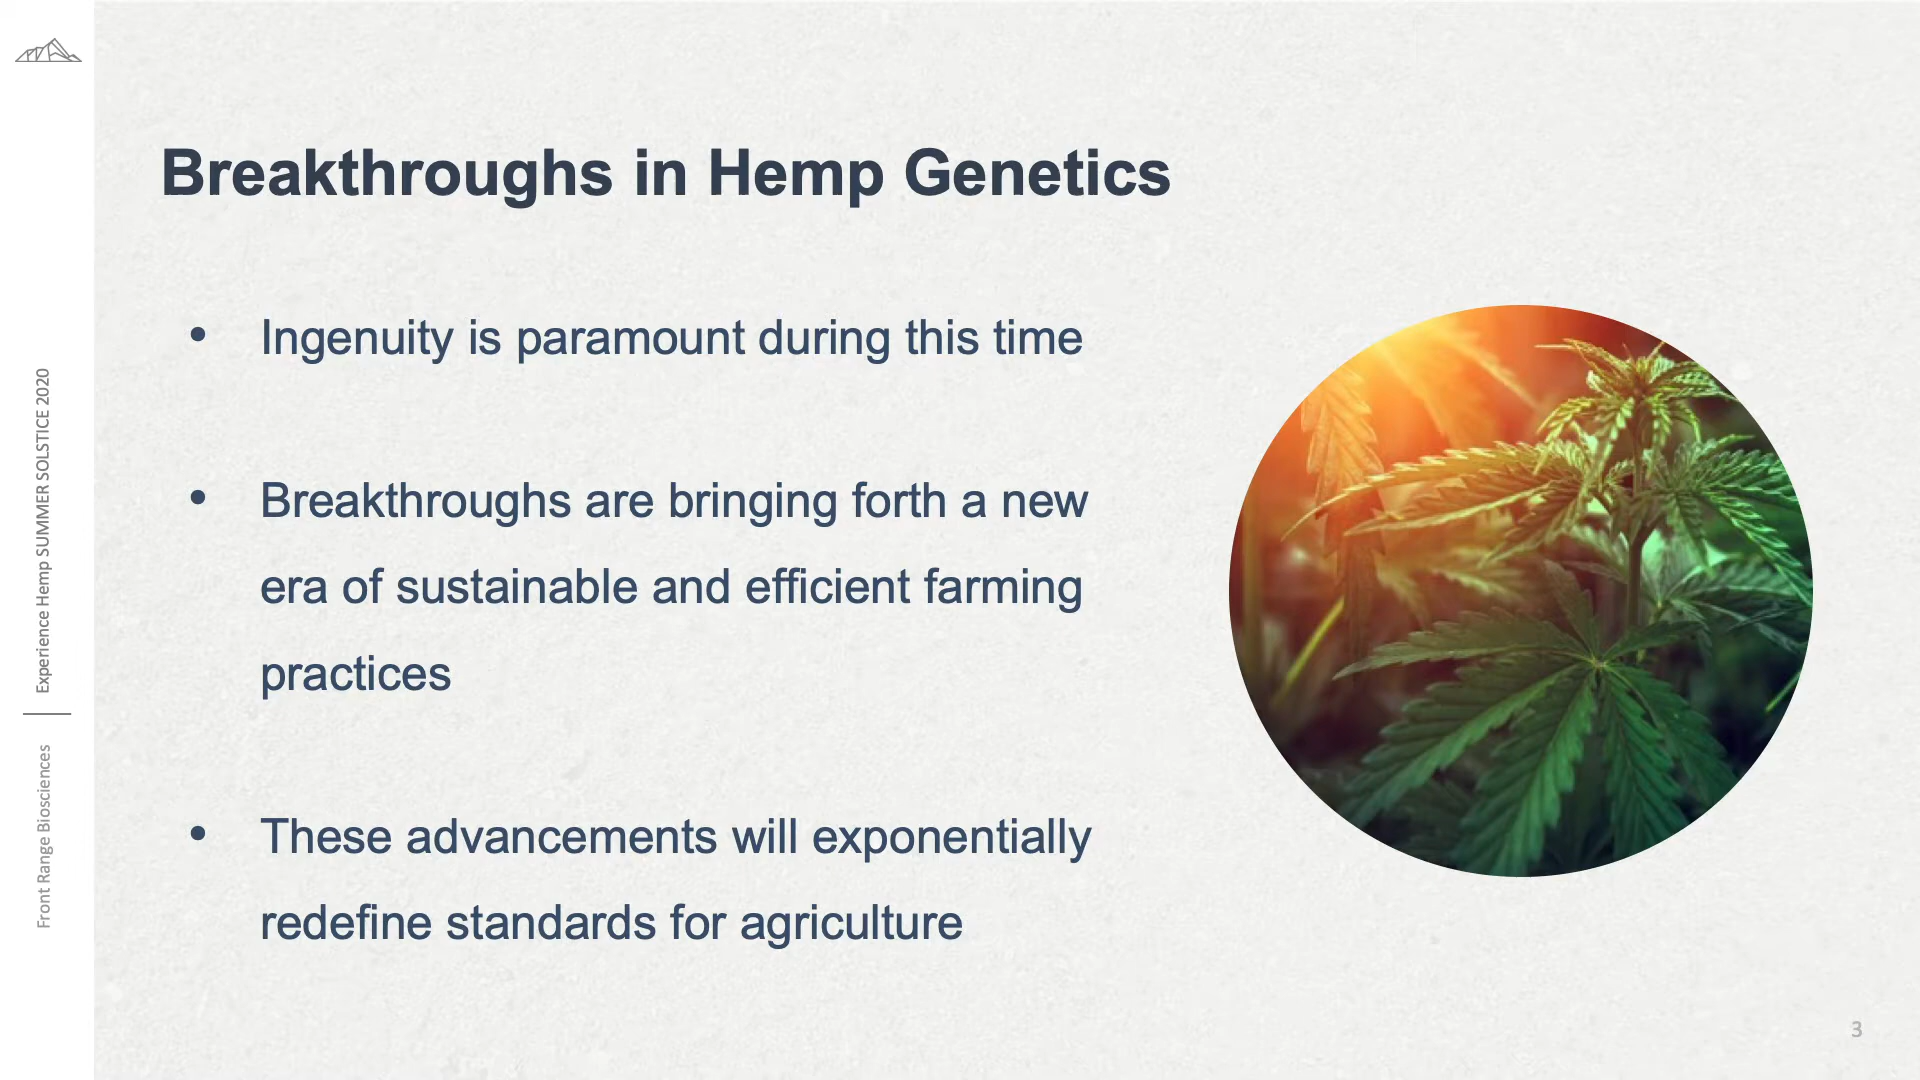 Breakthroughs in Hemp Genetics
• Ingenuity is paramount during this time
• Breakthroughs are bringing forth a new
era of sustainable and efficient farming
practices
• These advancements will exponentially
redefine standards for agriculture
Experience Hemp SUMMER SOLSTICE 2020
Front Range Biosciences
3